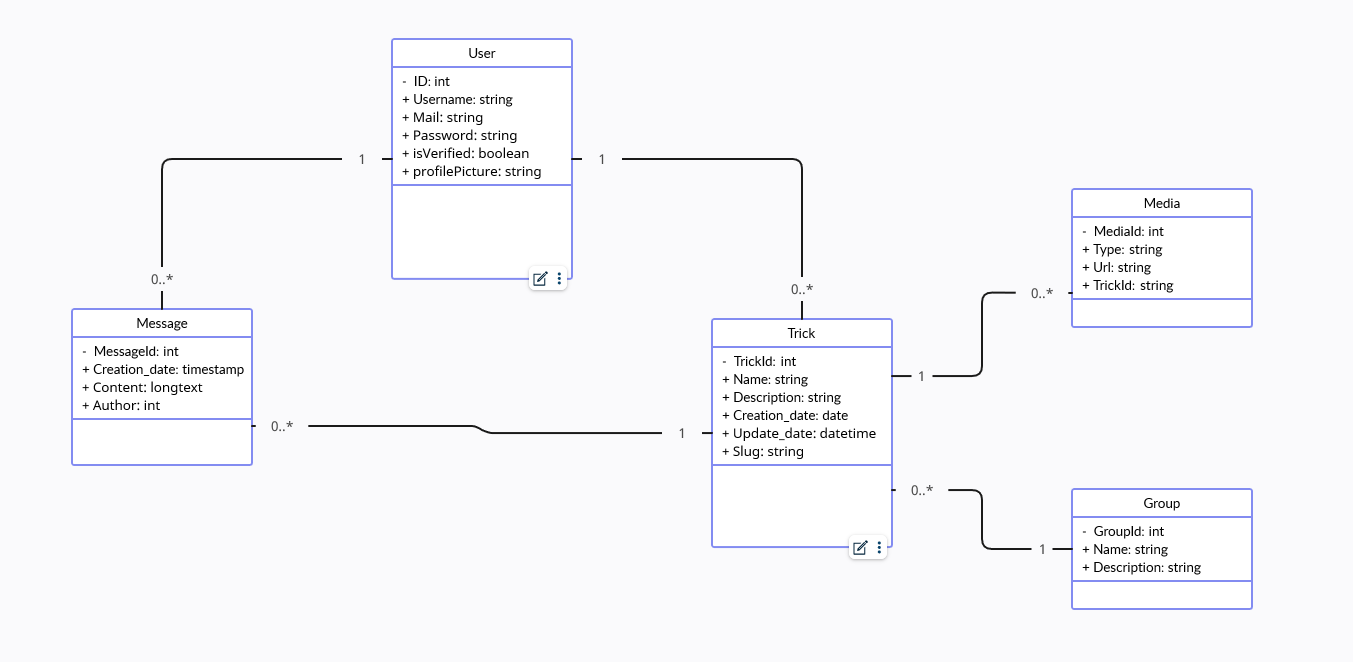 User
- ID: int
+ Username: string
+ Mail: string
+ Password: string
+ isVerified: boolean
+ profilePicture: string
1
1
0..*
0..*
Message
- MessageId: int
+ Creation_date: timestamp
+ Content: longtext
+ Author: int
0..*
1
Trick
- TrickId: int
+ Name: string
+ Description: string
+ Creation_date: date
+ Update_date: datetime
+ Slug: string
1
0..*
Media
- MediaId: int
+ Type: string
+ Url: string
+ TrickId: string
0..*
1
Group
- GroupId: int
+ Name: string
+ Description: string